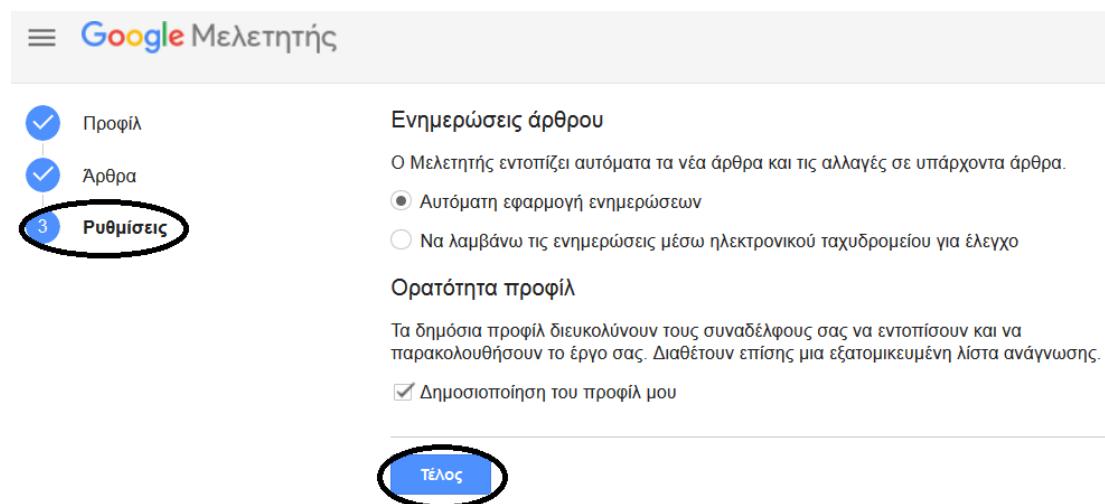 Google Μελετητής
Προφίλ
Άρθρα
3 Ρυθμίσεις
Ενημερώσεις άρθρου
Ο Μελετητής εντοπίζει αυτόματα τα νέα άρθρα και τις αλλαγές σε υπάρχοντα άρθρα.
Αυτόματη εφαρμογή ενημερώσεων
Να λαμβάνω τις ενημερώσεις μέσω ηλεκτρονικού ταχυδρομείου για έλεγχο
Ορατότητα προφίλ
Τα δημόσια προφίλ διευκολύνουν τους συναδέλφους σας να εντοπίσουν και να
παρακολουθήσουν το έργο σας. Διαθέτουν επίσης μια εξατομικευμένη λίστα ανάγνωσης.
Δημοσιοποίηση του προφίλ μου
Τέλος